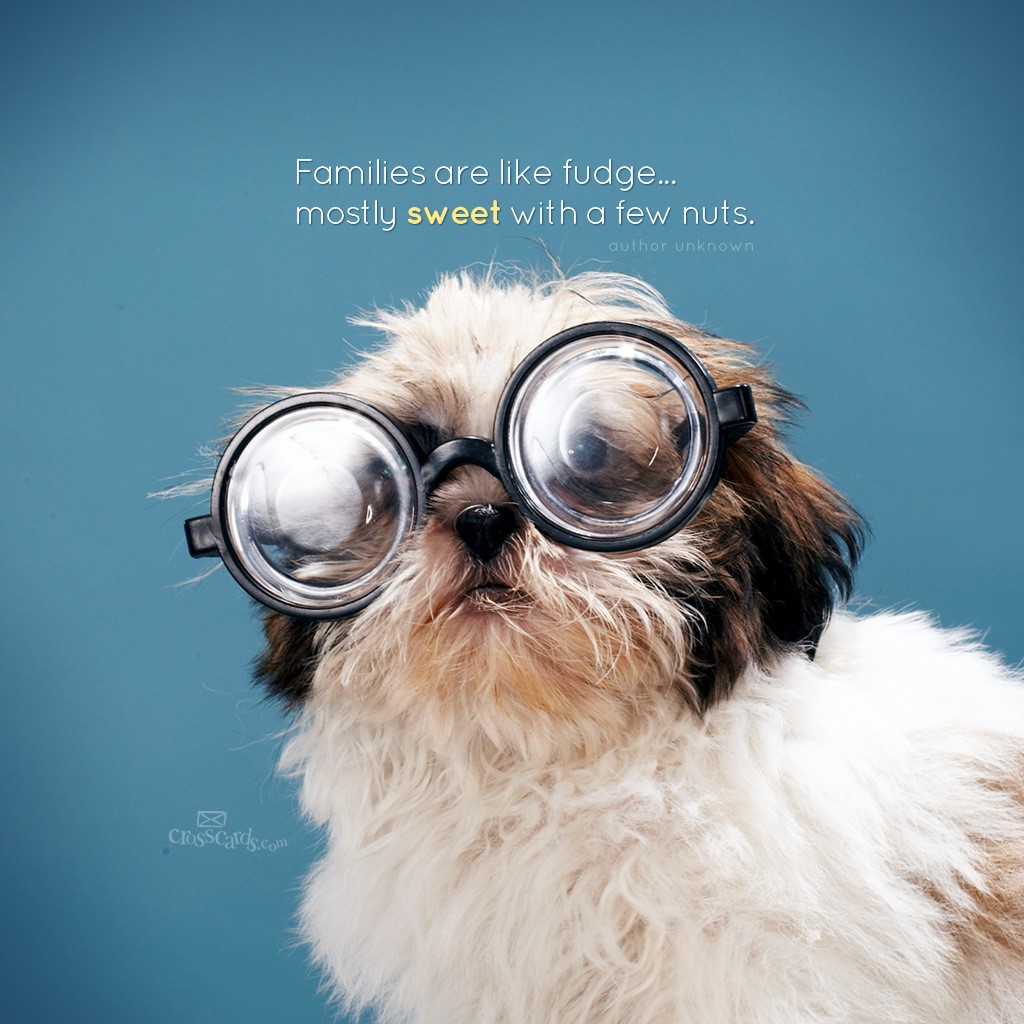 Families are like fudge...
mostly sweet with a few nuts.
author unknown
crosscards.com